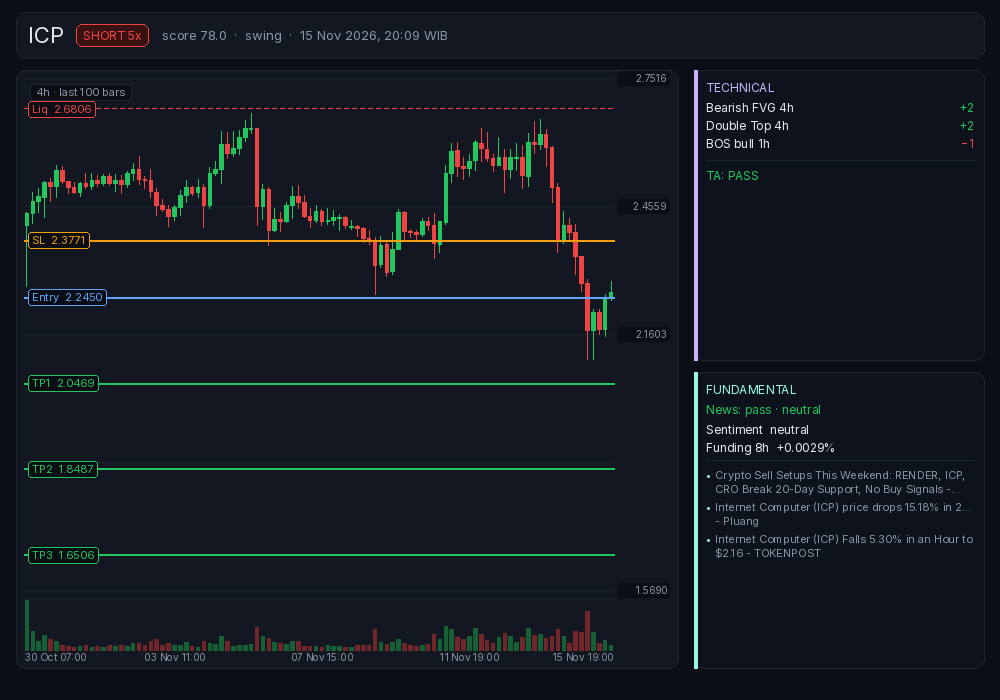 ICP SHORT 5x score 78.0 · swing · 15 Nov 2026, 20:09 WIB
4h · last 100 bars
2.7516
Liq 2.6806
2.4559
SL 2.3771
Entry 2.2450
2.1603
TP1 2.0469
TP2 1.8487
TP3 1.6506
1.5690
30 Oct 07:00 03 Nov 11:00 07 Nov 15:00 11 Nov 19:00 15 Nov 19:00
TECHNICAL
Bearish FVG 4h +2
Double Top 4h +2
BOS bull 1h −1
TA: PASS
FUNDAMENTAL
News: pass · neutral
Sentiment neutral
Funding 8h +0.0029%
• Crypto Sell Setups This Weekend: RENDER, ICP,
CRO Break 20-Day Support, No Buy Signals -...
• Internet Computer (ICP) price drops 15.18% in 2...
- Pluang
• Internet Computer (ICP) Falls 5.30% in an Hour to
$2.16 - TOKENPOST